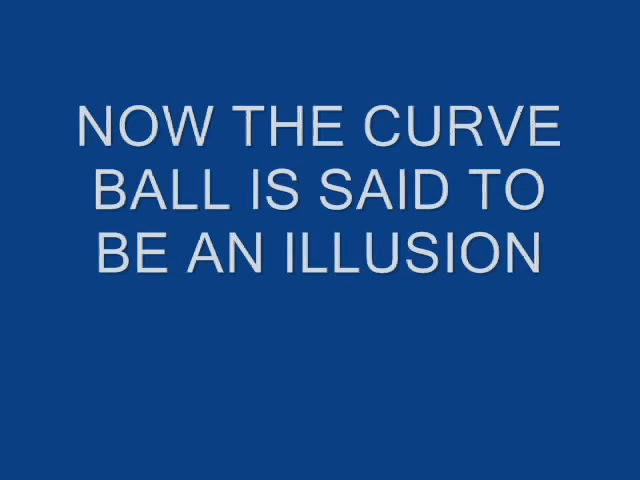 NOW THE CURVE
BALL IS SAID TO
BE AN ILLUSION